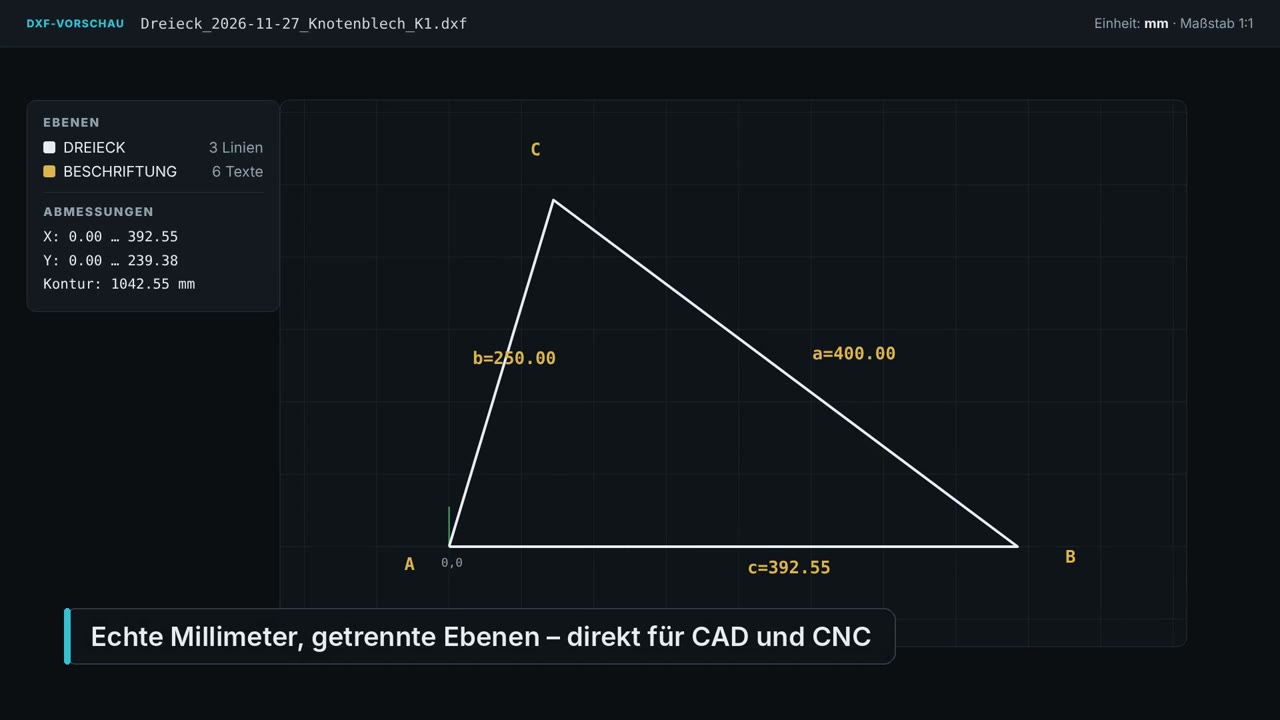 DXF-VORSCHAU Dreieck_2026-11-27_Knotenblech_K1.dxf Einheit: mm · Maßstab 1:1
EBENEN
DREIECK 3 Linien
BESCHRIFTUNG 6 Texte
ABMESSUNGEN
X: 0.00 … 392.55
Y: 0.00 … 239.38
Kontur: 1042.55 mm
C
b=250.00
a=400.00
A
0,0
c=392.55
B
Echte Millimeter, getrennte Ebenen – direkt für CAD und CNC